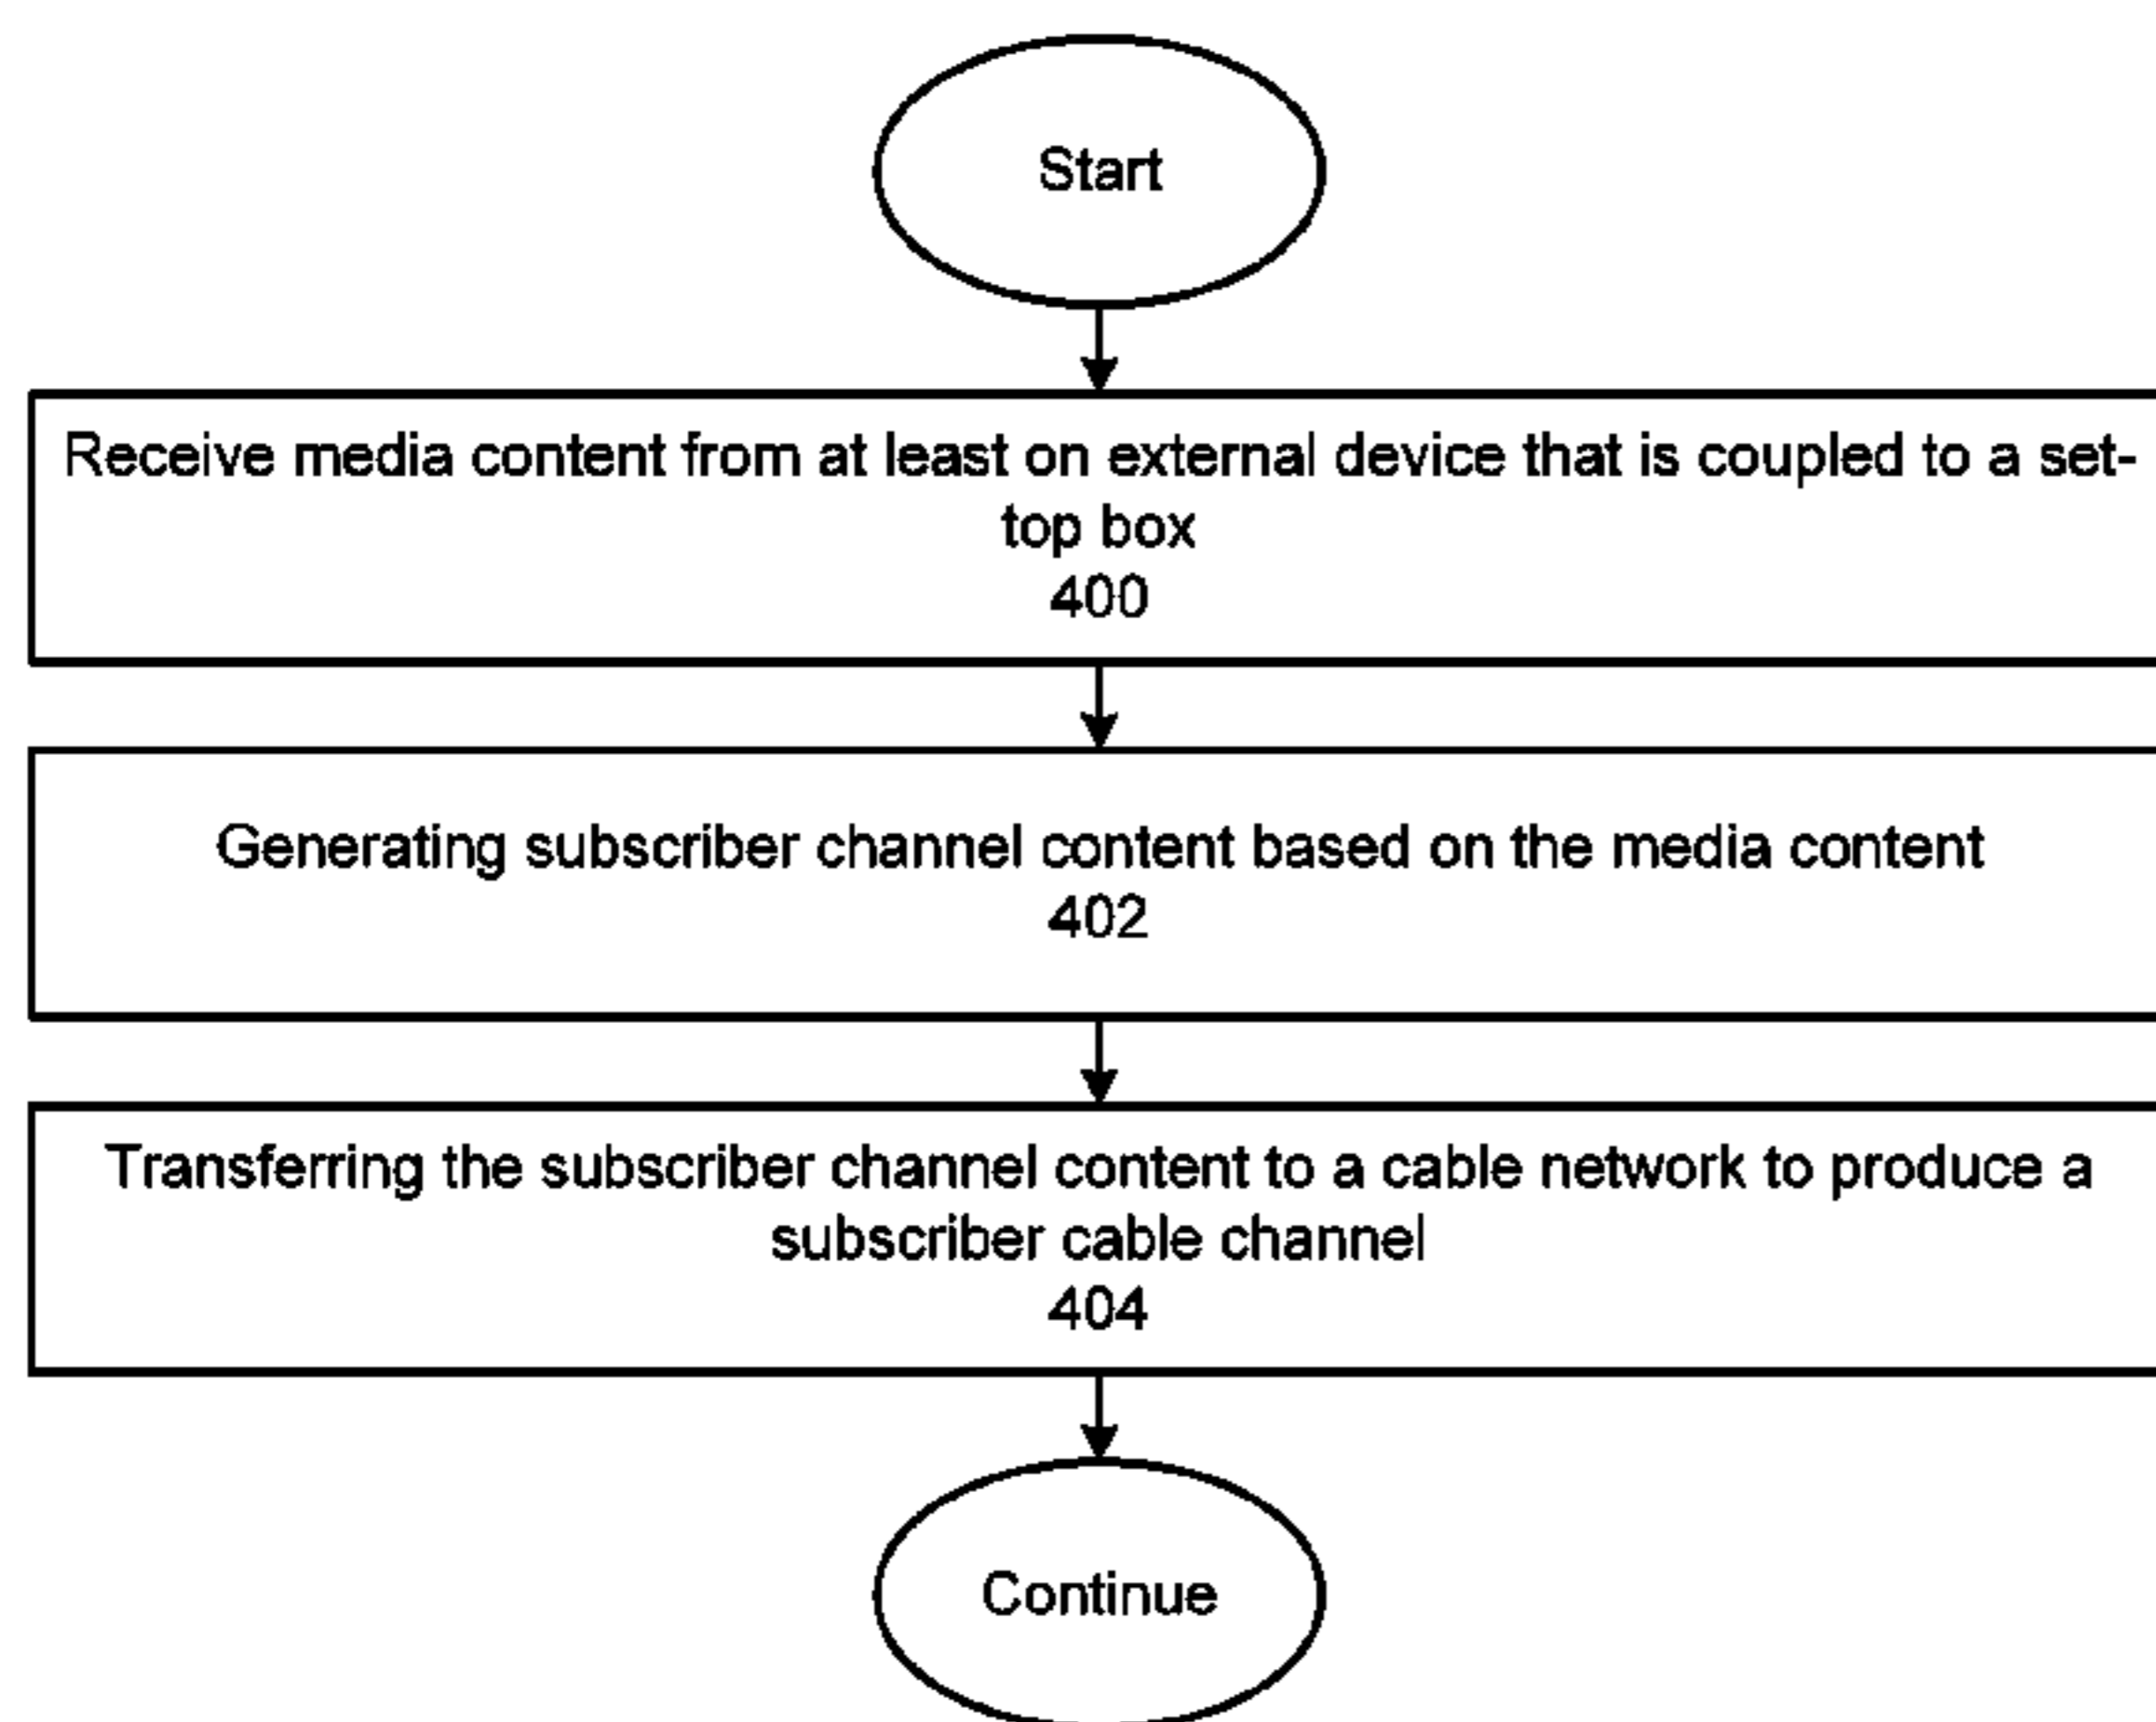 Start
Receive media content from at least on external device that is coupled to a set-
top box
400
Generating subscriber channel content based on the media content
402
Transferring the subscriber channel content to a cable network to produce a
subscriber cable channel
404
Continue